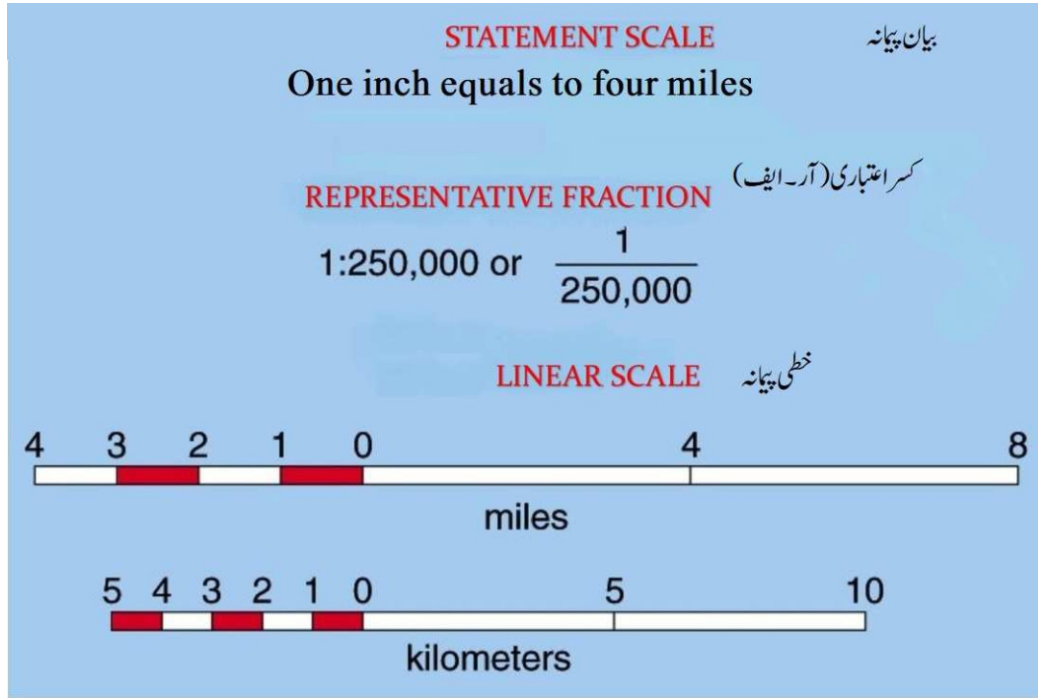 STATEMENT SCALE بیان پیمانہ
One inch equals to four miles
REPRESENTATIVE FRACTION کسر اعتباری (آر۔ایف)
1:250,000 or 1/250,000
LINEAR SCALE خطی پیمانہ
4 3 2 1 0 4 8
miles
5 4 3 2 1 0 5 10
kilometers